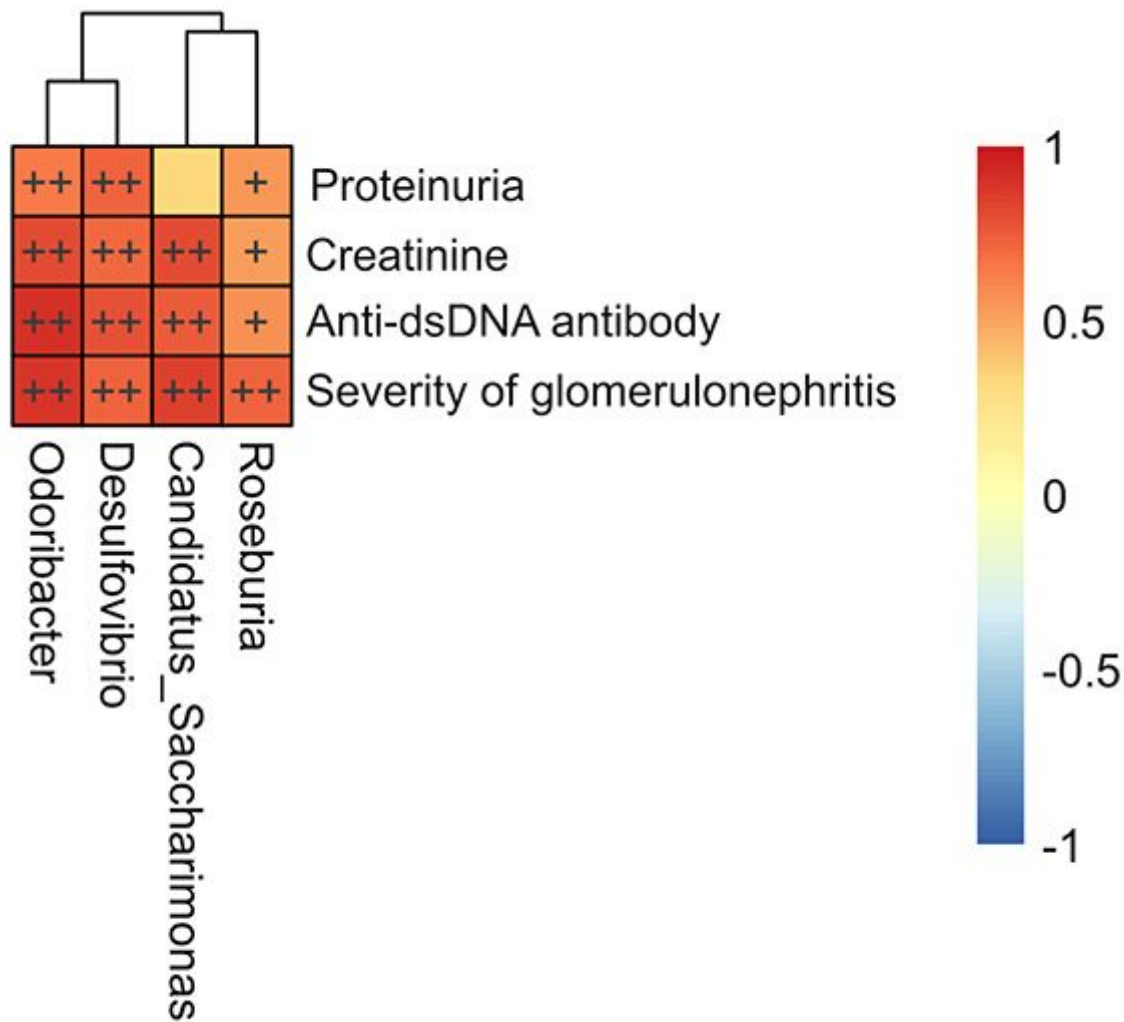 ++ ++ + Proteinuria
++ ++ ++ + Creatinine
++ ++ ++ + Anti-dsDNA antibody
++ ++ ++ ++ Severity of glomerulonephritis
Odoribacter
Desulfovibrio
Candidatus_Saccharimonas
Roseburia
1
0.5
0
-0.5
-1